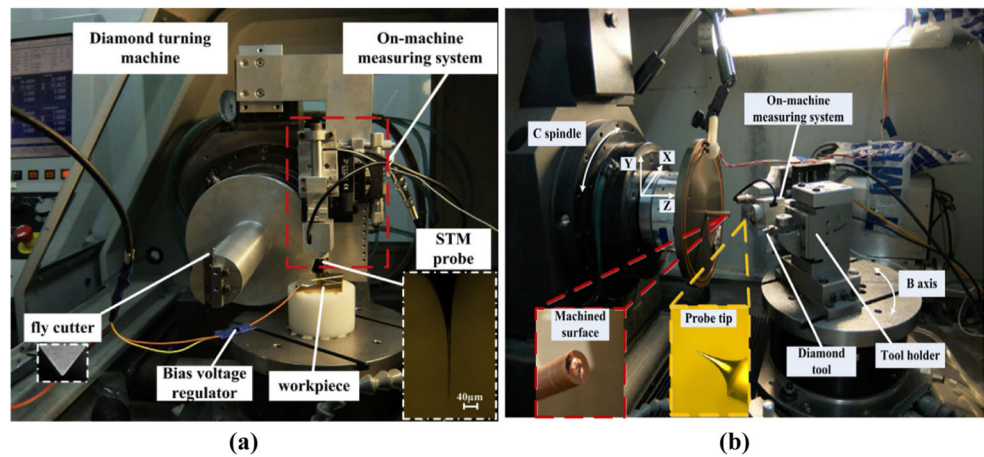 Diamond turning
machine
On-machine
measuring system
STM
probe
fly cutter
Bias voltage
regulator
workpiece
40μm
(a)
On-machine
measuring system
C spindle
Y
X
Z
B axis
Machined
surface
Probe tip
Diamond
tool
Tool holder
(b)